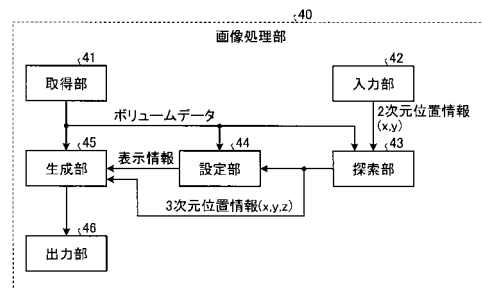 40
画像処理部
41
取得部
42
入力部
ボリュームデータ
2次元位置情報
(x,y)
45
生成部
表示情報
44
設定部
43
探索部
3次元位置情報(x,y,z)
46
出力部